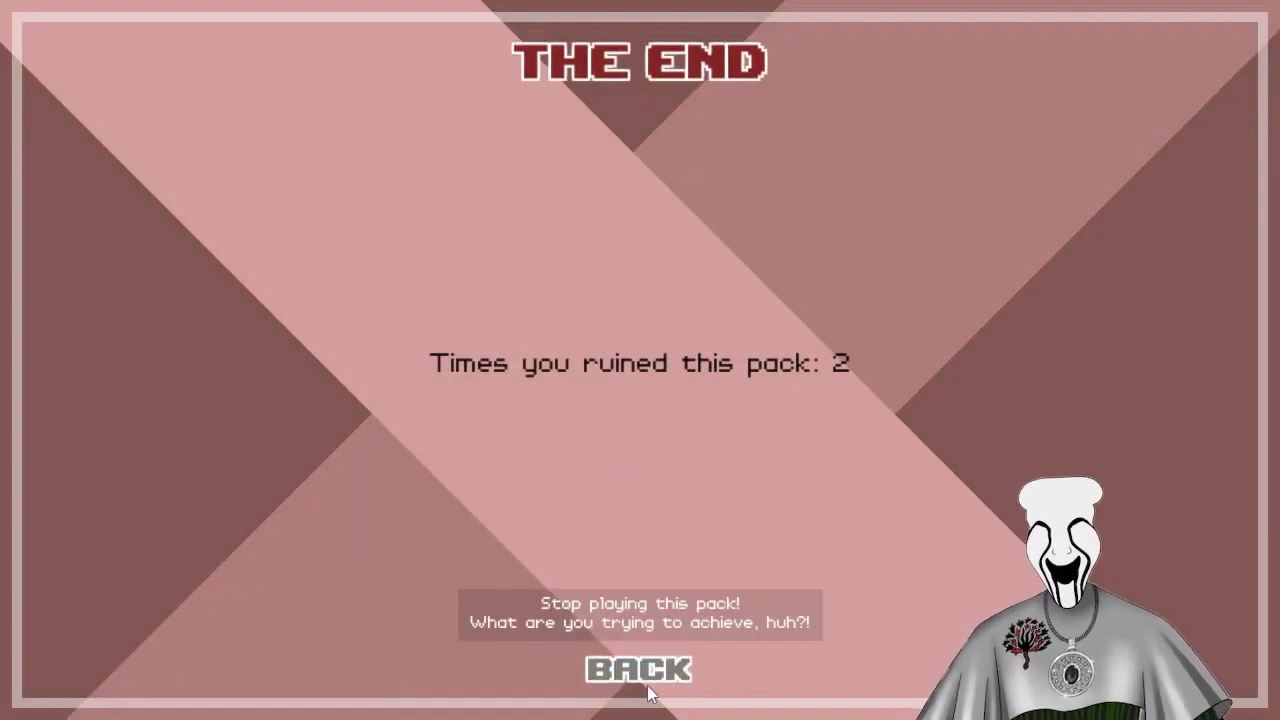 THE END
Times you ruined this pack: 2
Stop playing this pack!
What are you trying to achieve, huh?!
BACK